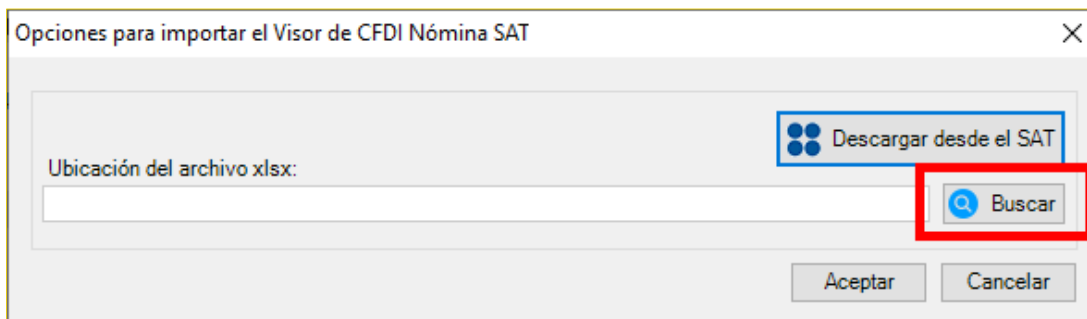 Opciones para importar el Visor de CFDI Nómina SAT
Descargar desde el SAT
Ubicación del archivo xlsx:
Buscar
Aceptar
Cancelar